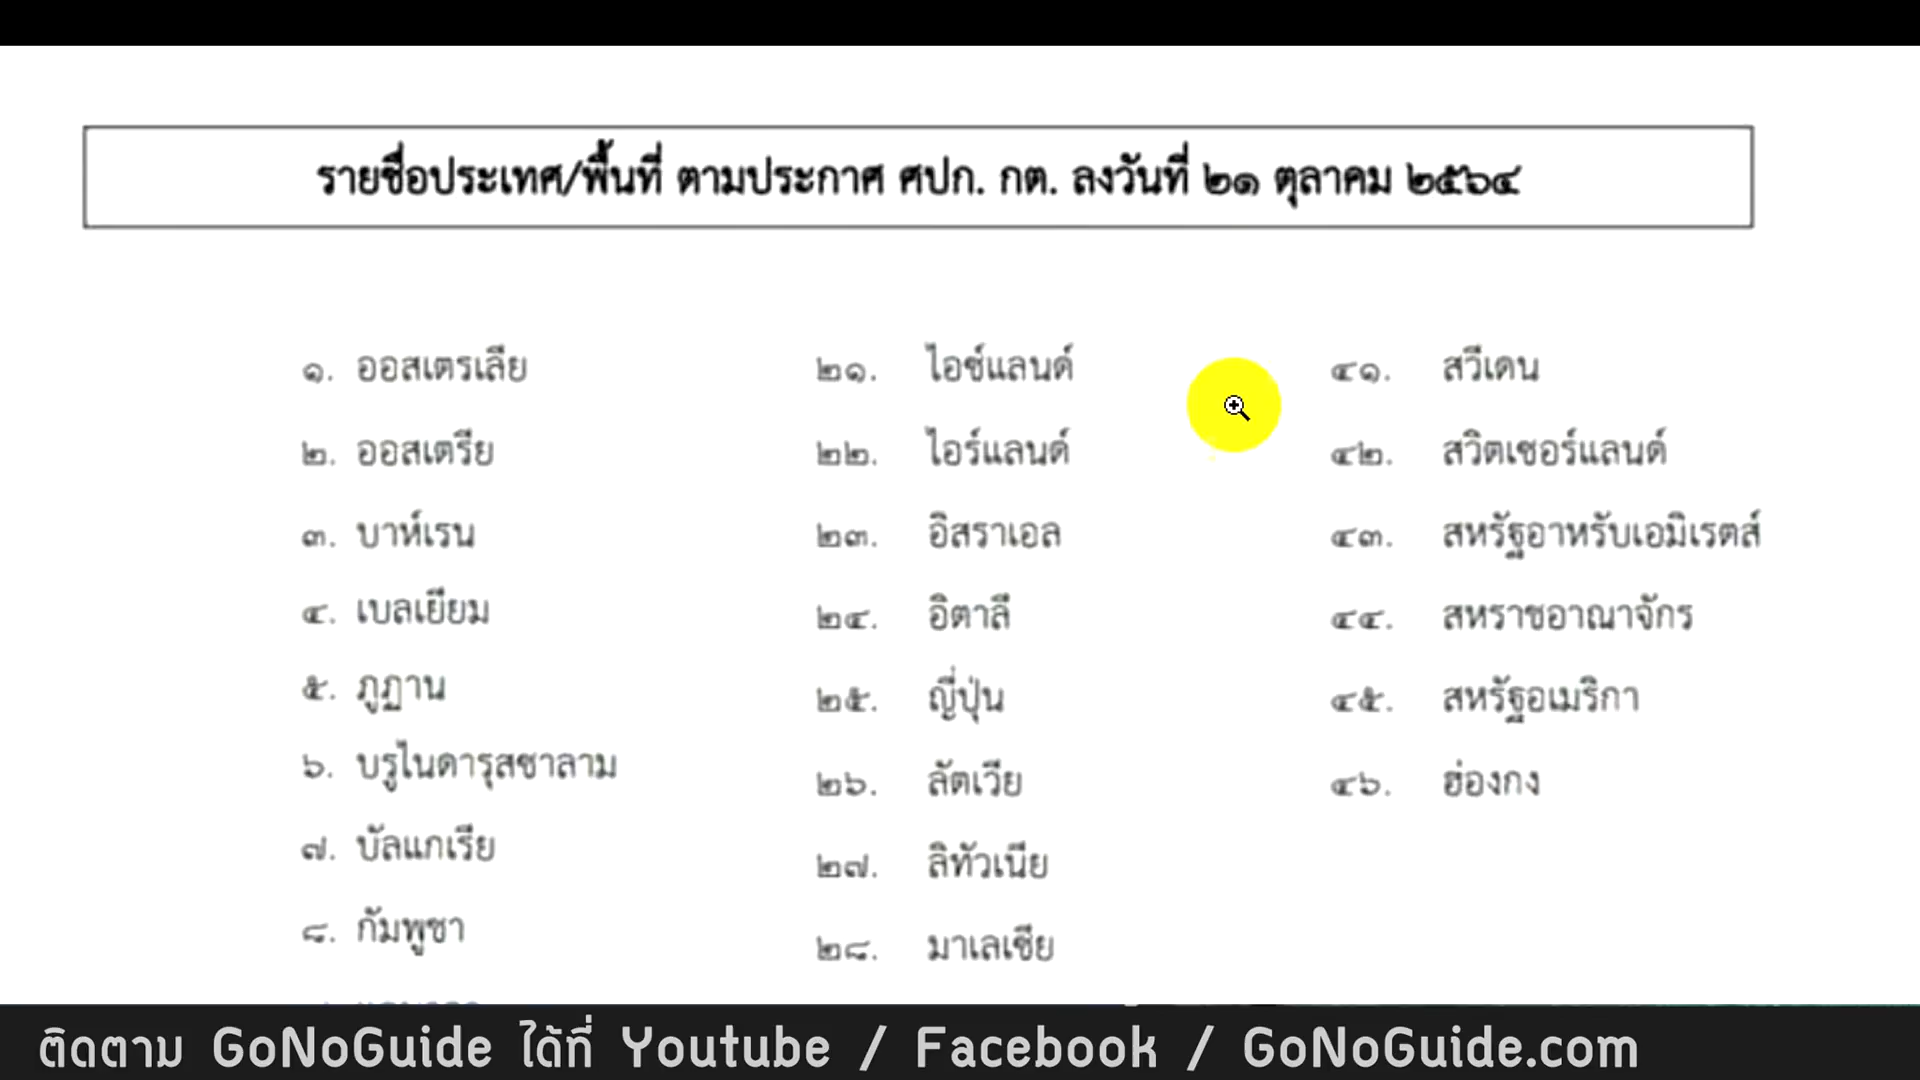 รายชื่อประเทศ/พื้นที่ ตามประกาศ ศปก. กต. ลงวันที่ ๒๑ ตุลาคม ๒๕๖๔
๑. ออสเตรเลีย
๒. ออสเตรีย
๓. บาห์เรน
๔. เบลเยียม
๕. ภูฏาน
๖. บรูไนดารุสซาลาม
๗. บัลแกเรีย
๘. กัมพูชา
๒๑. ไอซ์แลนด์
๒๒. ไอร์แลนด์
๒๓. อิสราเอล
๒๔. อิตาลี
๒๕. ญี่ปุ่น
๒๖. ลัตเวีย
๒๗. ลิทัวเนีย
๒๘. มาเลเซีย
๔๑. สวีเดน
๔๒. สวิตเซอร์แลนด์
๔๓. สหรัฐอาหรับเอมิเรตส์
๔๔. สหราชอาณาจักร
๔๕. สหรัฐอเมริกา
๔๖. ฮ่องกง
ติดตาม GoNoGuide ได้ที่ Youtube / Facebook / GoNoGuide.com